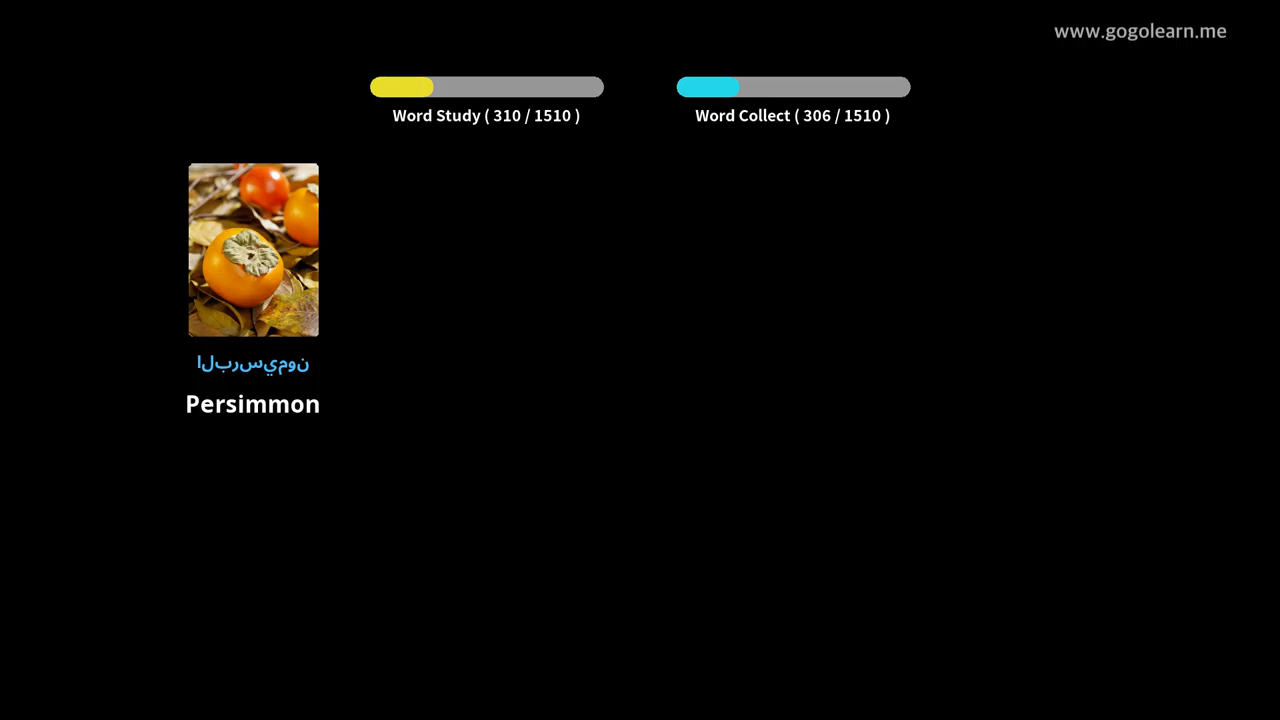 www.gogolearn.me
Word Study ( 310 / 1510 )
Word Collect ( 306 / 1510 )
البرسيمون
Persimmon